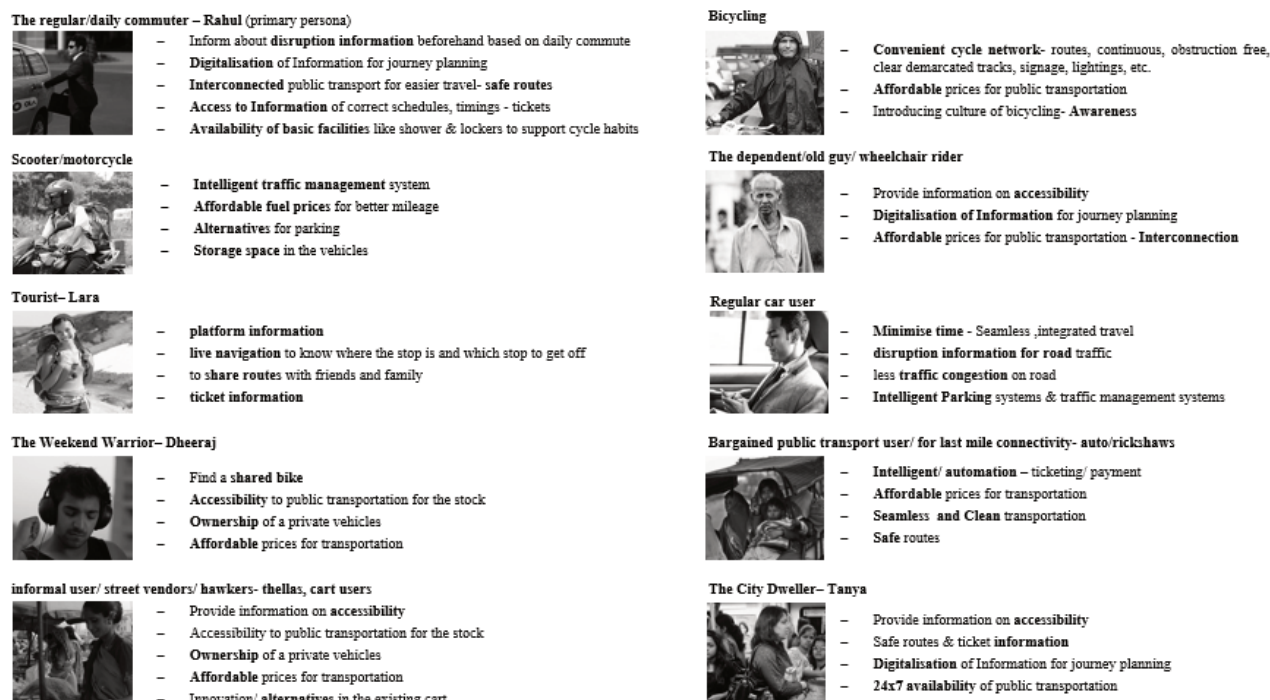 The regular/daily commuter – Rahul (primary persona)
– Inform about disruption information beforehand based on daily commute
– Digitalisation of Information for journey planning
– Interconnected public transport for easier travel- safe routes
– Access to Information of correct schedules, timings - tickets
– Availability of basic facilities like shower & lockers to support cycle habits
Scooter/motorcycle
– Intelligent traffic management system
– Affordable fuel prices for better mileage
– Alternatives for parking
– Storage space in the vehicles
Tourist– Lara
– platform information
– live navigation to know where the stop is and which stop to get off
– to share routes with friends and family
– ticket information
The Weekend Warrior– Dheeraj
– Find a shared bike
– Accessibility to public transportation for the stock
– Ownership of a private vehicles
– Affordable prices for transportation
informal user/ street vendors/ hawkers- thellas, cart users
– Provide information on accessibility
– Accessibility to public transportation for the stock
– Ownership of a private vehicles
– Affordable prices for transportation
– Innovation/ alternatives in the existing cart
Bicycling
– Convenient cycle network- routes, continuous, obstruction free,
clear demarcated tracks, signage, lightings, etc.
– Affordable prices for public transportation
– Introducing culture of bicycling- Awareness
The dependent/old guy/ wheelchair rider
– Provide information on accessibility
– Digitalisation of Information for journey planning
– Affordable prices for public transportation - Interconnection
Regular car user
– Minimise time - Seamless ,integrated travel
– disruption information for road traffic
– less traffic congestion on road
– Intelligent Parking systems & traffic management systems
Bargained public transport user/ for last mile connectivity- auto/rickshaws
– Intelligent/ automation – ticketing/ payment
– Affordable prices for transportation
– Seamless and Clean transportation
– Safe routes
The City Dweller– Tanya
– Provide information on accessibility
– Safe routes & ticket information
– Digitalisation of Information for journey planning
– 24x7 availability of public transportation